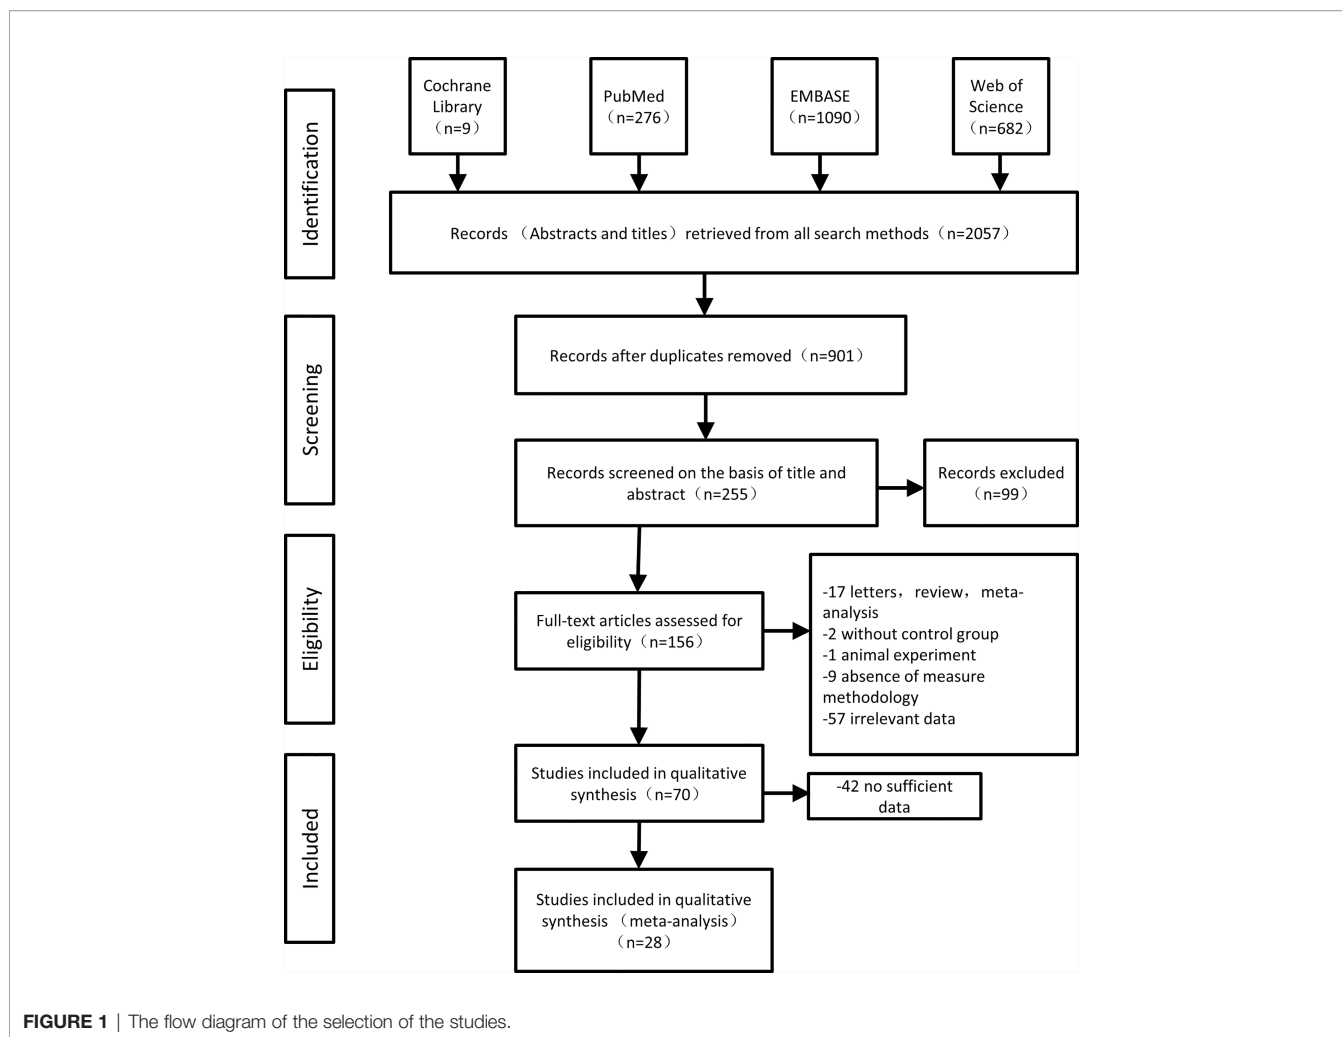 Cochrane
Library
（n=9）
PubMed
（n=276）
EMBASE
（n=1090）
Web of
Science
（n=682）
Identification
Records （Abstracts and titles）retrieved from all search methods（n=2057）
Screening
Records after duplicates removed（n=901）
Records screened on the basis of title and
abstract（n=255）
Records excluded
（n=99）
Eligibility
Full-text articles assessed for
eligibility（n=156）
-17 letters，review，meta-
analysis
-2 without control group
-1 animal experiment
-9 absence of measure
methodology
-57 irrelevant data
Included
Studies included in qualitative
synthesis（n=70）
-42 no sufficient
data
Studies included in qualitative
synthesis （meta-analysis）
（n=28）
FIGURE 1 | The flow diagram of the selection of the studies.